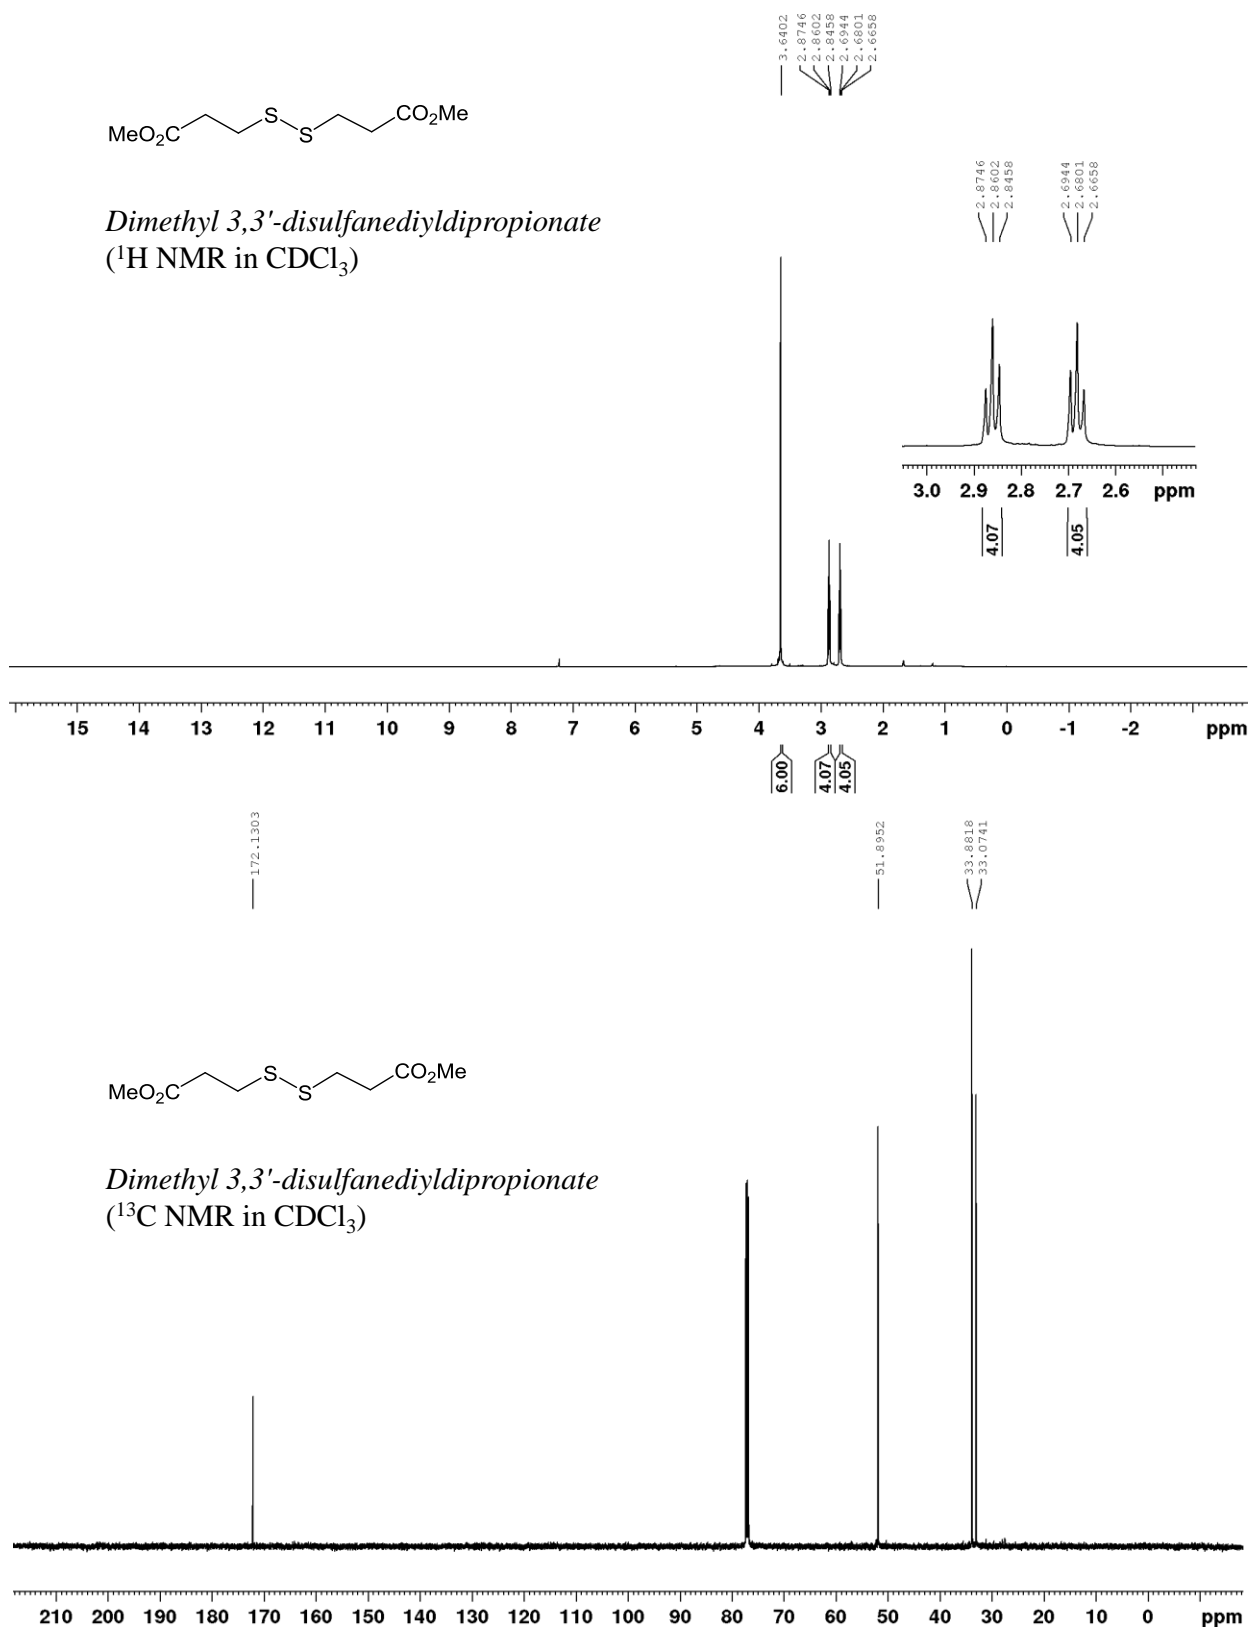 3.6402
2.8746
2.8602
2.8458
2.6944
2.6801
2.6658
MeO₂C S S CO₂Me
Dimethyl 3,3'-disulfanediyldipropionate
(¹H NMR in CDCl₃)
2.8746
2.8602
2.8458
2.6944
2.6801
2.6658
3.0 2.9 2.8 2.7 2.6 ppm
4.07 4.05
15 14 13 12 11 10 9 8 7 6 5 4 3 2 1 0 -1 -2 ppm
6.00 4.07 4.05
172.1303
51.8952
33.8818
33.0741
MeO₂C S S CO₂Me
Dimethyl 3,3'-disulfanediyldipropionate
(¹³C NMR in CDCl₃)
210 200 190 180 170 160 150 140 130 120 110 100 90 80 70 60 50 40 30 20 10 0 ppm